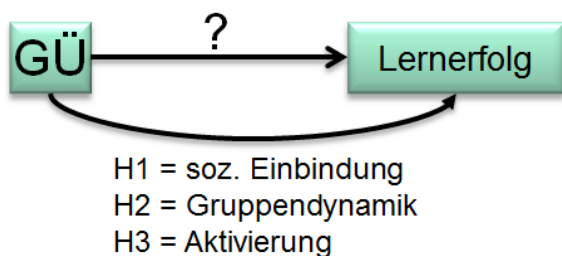 ?
GÜ
Lernerfolg
H1 = soz. Einbindung
H2 = Gruppendynamik
H3 = Aktivierung